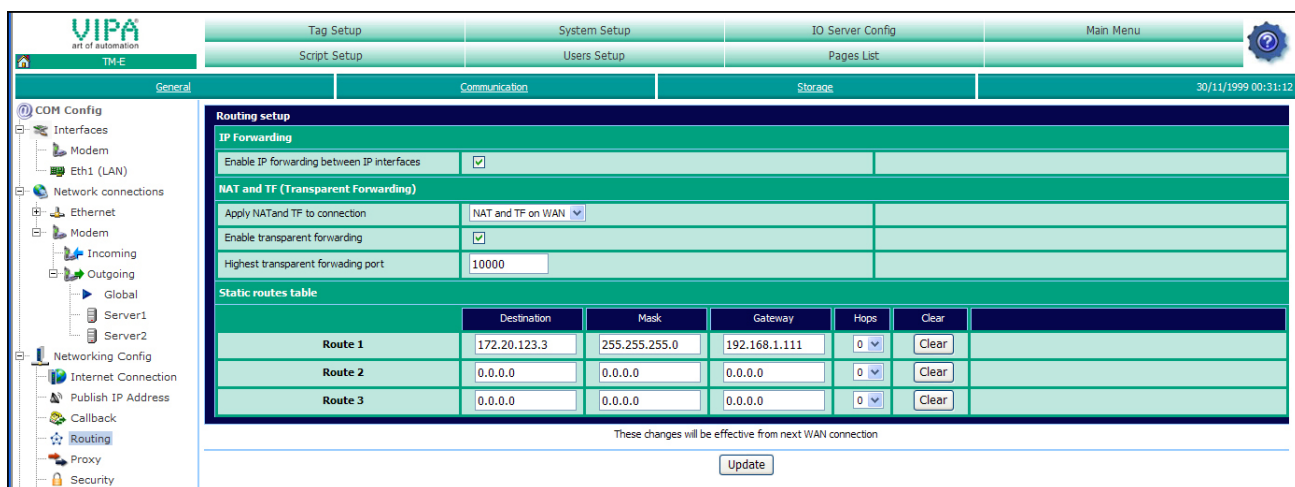 VIPA
art of automation
TM-E
Tag Setup System Setup IO Server Config Main Menu
Script Setup Users Setup Pages List
General Communication Storage 30/11/1999 00:31:12
COM Config
Interfaces
Modem
Eth1 (LAN)
Network connections
Ethernet
Modem
Incoming
Outgoing
Global
Server1
Server2
Networking Config
Internet Connection
Publish IP Address
Callback
Routing
Proxy
Security
Routing setup
IP Forwarding
Enable IP forwarding between IP interfaces
NAT and TF (Transparent Forwarding)
Apply NATand TF to connection NAT and TF on WAN
Enable transparent forwarding
Highest transparent forwading port 10000
Static routes table
Destination Mask Gateway Hops Clear
Route 1 172.20.123.3 255.255.255.0 192.168.1.111 0 Clear
Route 2 0.0.0.0 0.0.0.0 0.0.0.0 0 Clear
Route 3 0.0.0.0 0.0.0.0 0.0.0.0 0 Clear
These changes will be effective from next WAN connection
Update